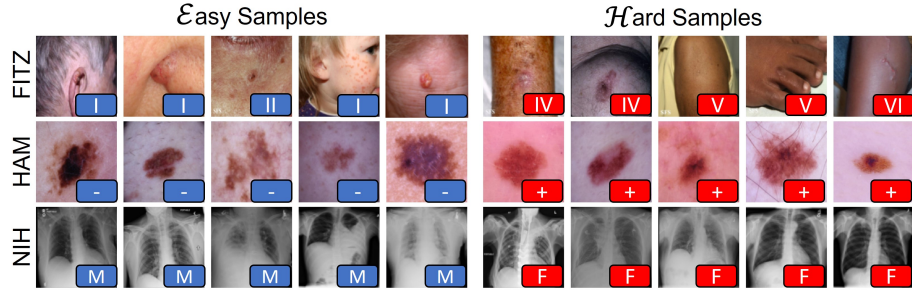 Easy Samples Hard Samples
FITZ I I II I I IV IV V V VI
HAM - - - - - + + + + +
NIH M M M M M F F F F F